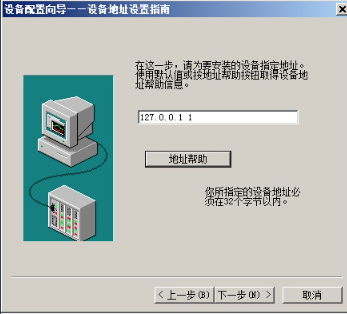 设备配置向导——设备地址设置指南
在这一步，请为要安装的设备指定地址。
使用默认值或按地址帮助按钮取得设备地
址帮助信息。
127.0.0.1 1
地址帮助
您所指定的设备地址必
须在32个字节以内。
< 上一步(B) 下一步(N) > 取消